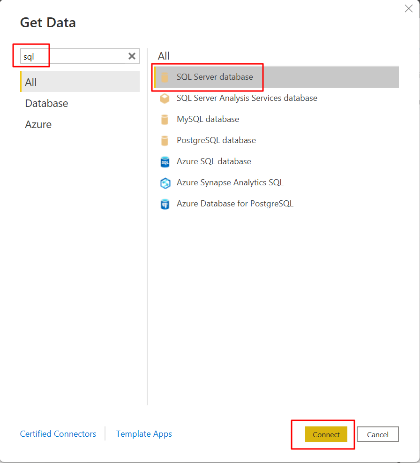 Get Data
sql
All
Database
Azure
All
SQL Server database
SQL Server Analysis Services database
MySQL database
PostgreSQL database
Azure SQL database
Azure Synapse Analytics SQL
Azure Database for PostgreSQL
Certified Connectors
Template Apps
Connect
Cancel